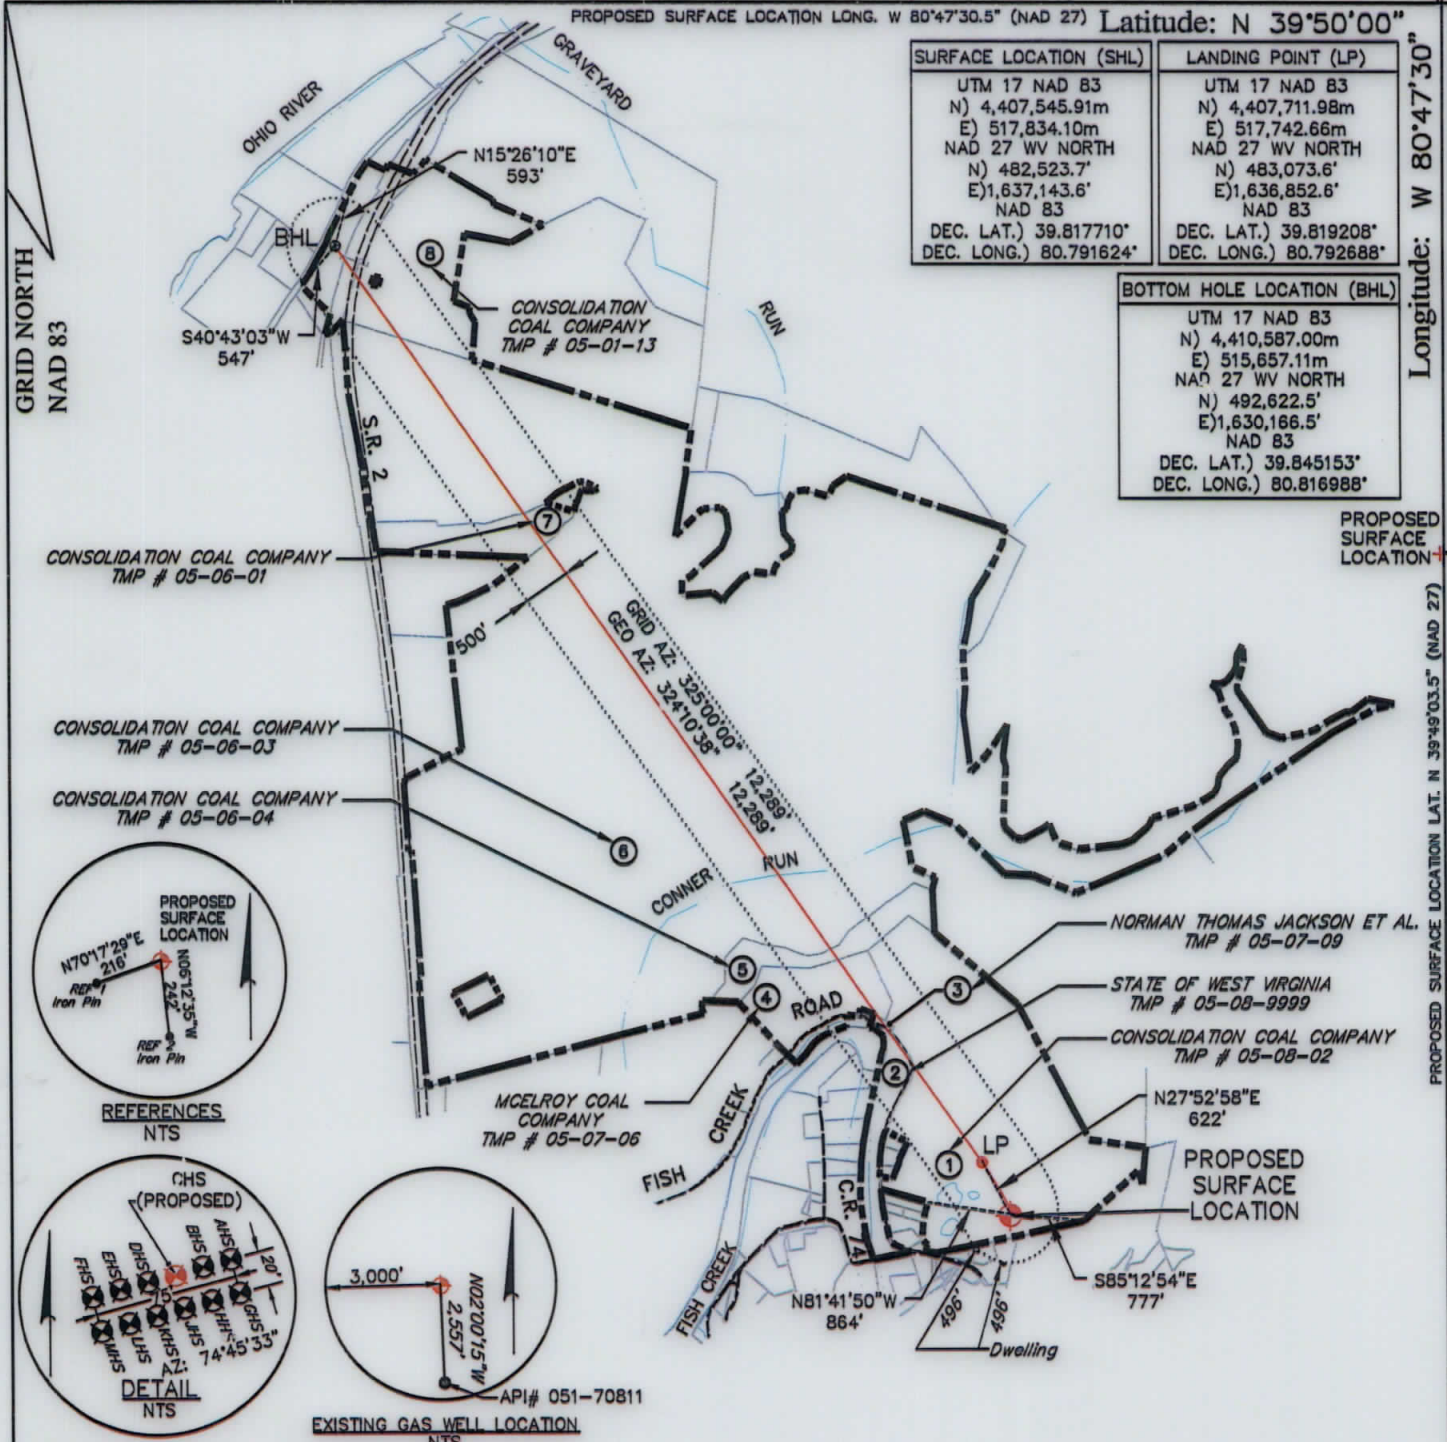 PROPOSED SURFACE LOCATION LONG. W 80°47'30.5" (NAD 27)
Latitude: N 39°50'00"
Longitude: W 80°47'30"
SURFACE LOCATION (SHL)
UTM 17 NAD 83
N) 4,407,545.91m
E) 517,834.10m
NAD 27 WV NORTH
N) 482,523.7'
E)1,637,143.6'
NAD 83
DEC. LAT.) 39.817710°
DEC. LONG.) 80.791624°
LANDING POINT (LP)
UTM 17 NAD 83
N) 4,407,711.98m
E) 517,742.66m
NAD 27 WV NORTH
N) 483,073.6'
E)1,636,852.6'
NAD 83
DEC. LAT.) 39.819208°
DEC. LONG.) 80.792688°
BOTTOM HOLE LOCATION (BHL)
UTM 17 NAD 83
N) 4,410,587.00m
E) 515,657.11m
NAD 27 WV NORTH
N) 492,622.5'
E)1,630,166.5'
NAD 83
DEC. LAT.) 39.845153°
DEC. LONG.) 80.816988°
PROPOSED
SURFACE
LOCATION
PROPOSED SURFACE LOCATION LAT. N 39°49'03.5" (NAD 27)
GRID NORTH
NAD 83
OHIO RIVER
GRAVEYARD
RUN
N15°26'10"E
593'
BHL
8
CONSOLIDATION
COAL COMPANY
TMP # 05-01-13
S40°43'03"W
547'
S.R. 2
7
CONSOLIDATION COAL COMPANY
TMP # 05-06-01
500'
GRID AZ: 325°00'00" 12,289'
GEO AZ: 324°10'38" 12,289'
CONSOLIDATION COAL COMPANY
TMP # 05-06-03
CONSOLIDATION COAL COMPANY
TMP # 05-06-04
6
CONNER
RUN
5
4
3
2
1
NORMAN THOMAS JACKSON ET AL.
TMP # 05-07-09
STATE OF WEST VIRGINIA
TMP # 05-08-9999
CONSOLIDATION COAL COMPANY
TMP # 05-08-02
MCELROY COAL
COMPANY
TMP # 05-07-06
FISH
CREEK
ROAD
N27°52'58"E
622'
LP
PROPOSED
SURFACE
LOCATION
C.R. 74
FISH CREEK
N81°41'50"W
864'
S85°12'54"E
777'
496'
496'
Dwelling
PROPOSED
SURFACE
LOCATION
N70°17'29"E
216'
REF 1
Iron Pin
N06°12'35"W
242'
REF 2
Iron Pin
REFERENCES
NTS
CHS
(PROPOSED)
FHS
EHS
DHS
BHS
AHS
20'
MHS
LHS
KHS
JHS
GHS
AZ:
74°45'33"
DETAIL
NTS
3,000'
N02°00'15"W
2,557'
API# 051-70811
EXISTING GAS WELL LOCATION
NTS